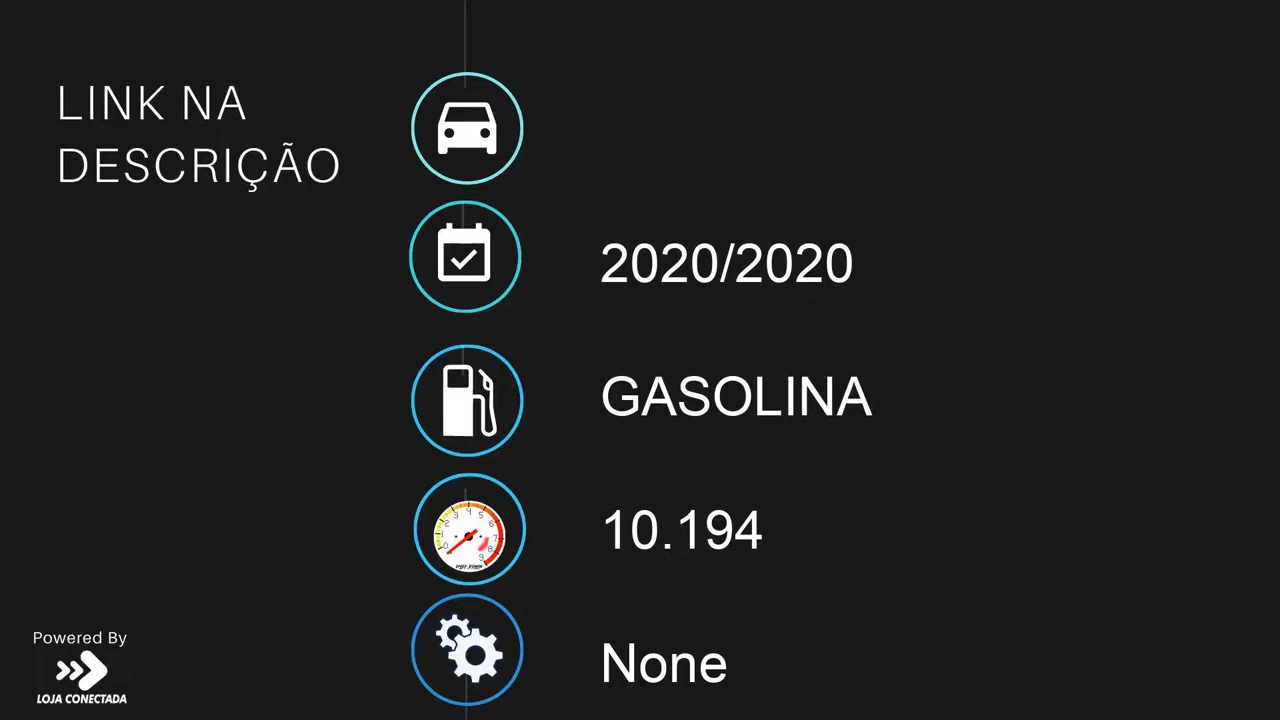 LINK NA
DESCRIÇÃO
2020/2020
GASOLINA
10.194
None
Powered By
LOJA CONECTADA